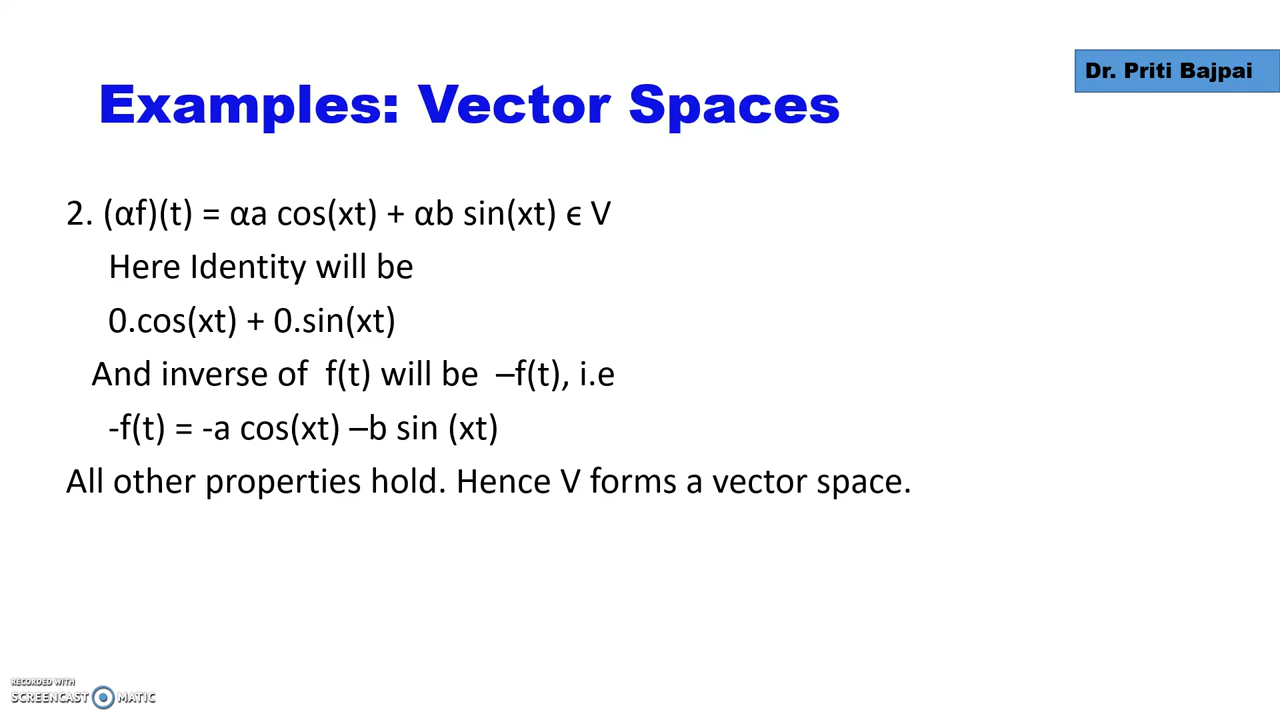 Dr. Priti Bajpai
Examples: Vector Spaces
2. (αf)(t) = αa cos(xt) + αb sin(xt) ϵ V
Here Identity will be
0.cos(xt) + 0.sin(xt)
And inverse of f(t) will be –f(t), i.e
-f(t) = -a cos(xt) –b sin (xt)
All other properties hold. Hence V forms a vector space.
RECORDED WITH
SCREENCAST MATIC